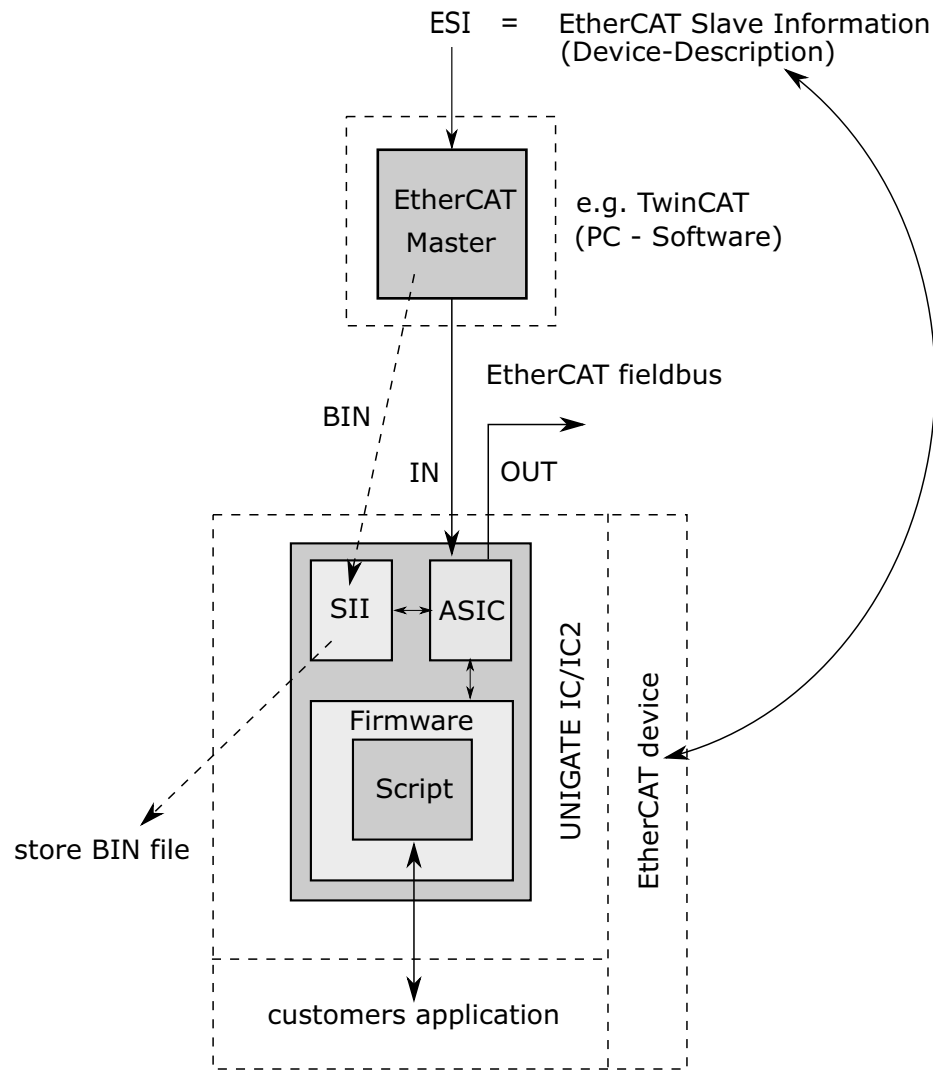 ESI = EtherCAT Slave Information
(Device-Description)
EtherCAT
Master
e.g. TwinCAT
(PC - Software)
EtherCAT fieldbus
BIN
IN
OUT
SII
ASIC
Firmware
Script
UNIGATE IC/IC2
EtherCAT device
store BIN file
customers application